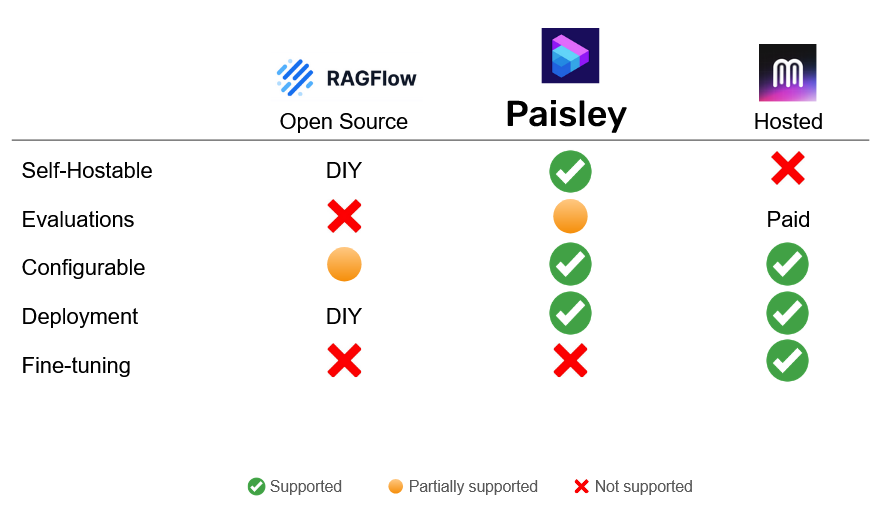 RAGFlow
Paisley
Open Source
Hosted
Self-Hostable DIY
Evaluations Paid
Configurable
Deployment DIY
Fine-tuning
Supported Partially supported Not supported